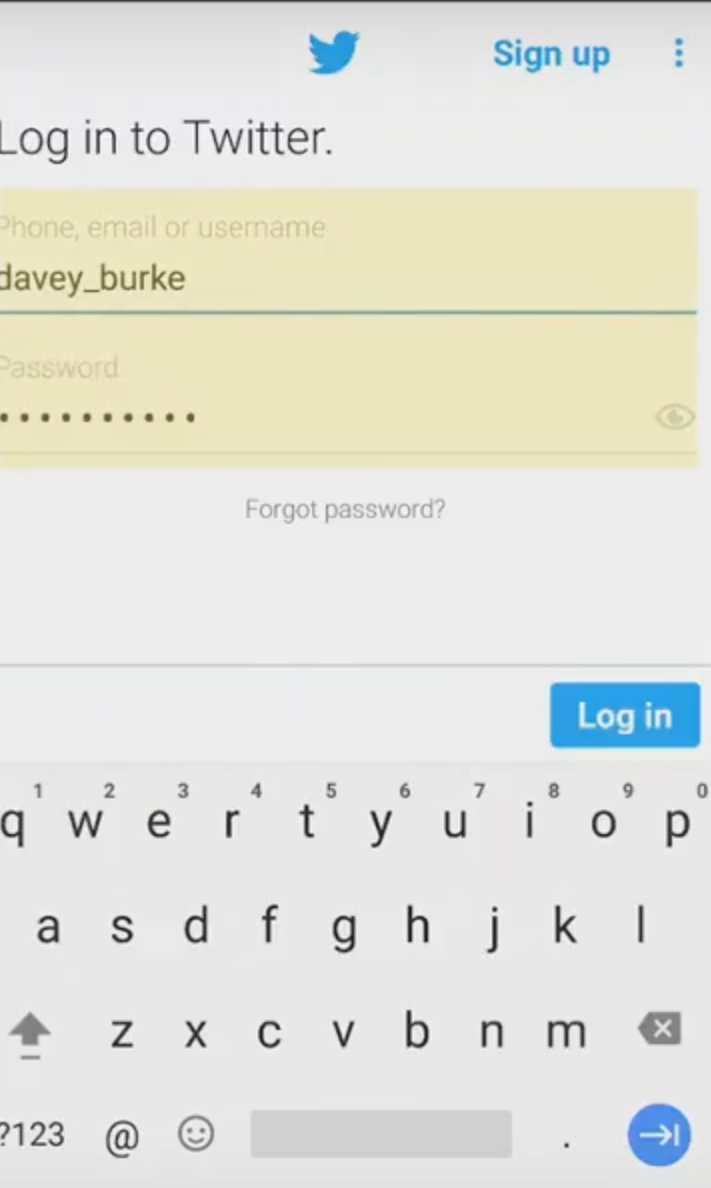 Sign up
Log in to Twitter.
Phone, email or username
davey_burke
Password
••••••••••
Forgot password?
Log in
1 2 3 4 5 6 7 8 9 0
q w e r t y u i o p
a s d f g h j k l
z x c v b n m
?123 @ .